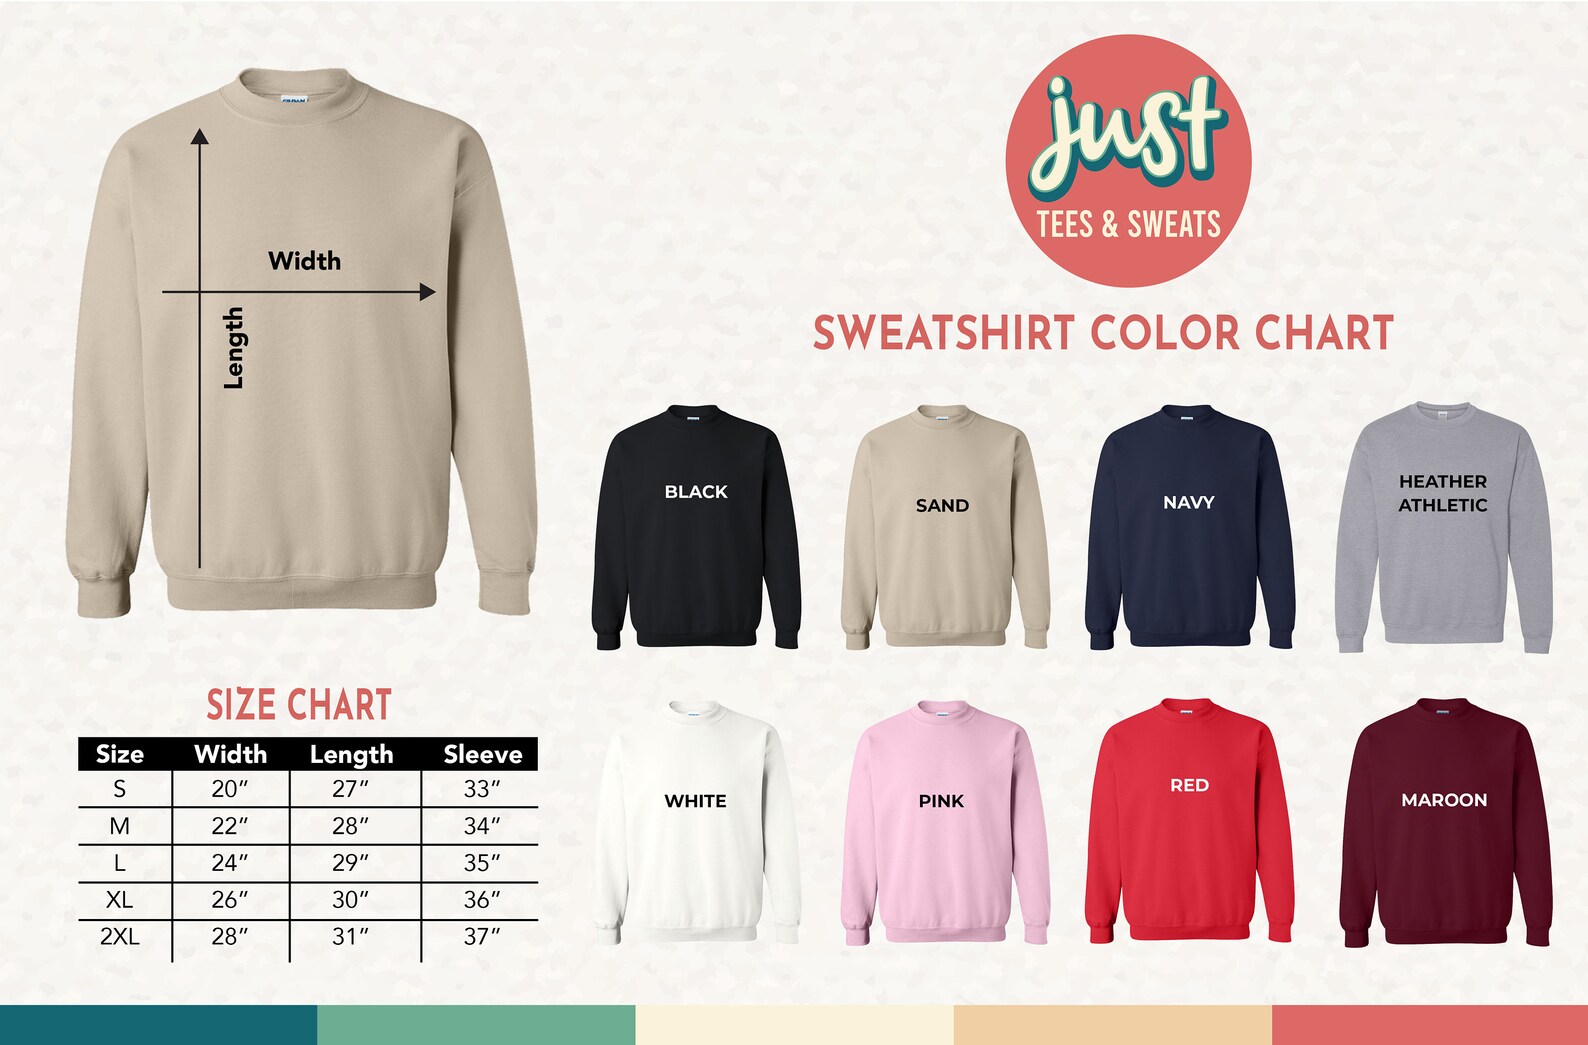 just
TEES & SWEATS
SWEATSHIRT COLOR CHART
Width
Length
BLACK
SAND
NAVY
HEATHER
ATHLETIC
WHITE
PINK
RED
MAROON
SIZE CHART
Size Width Length Sleeve
S 20” 27” 33”
M 22” 28” 34”
L 24” 29” 35”
XL 26” 30” 36”
2XL 28” 31” 37”